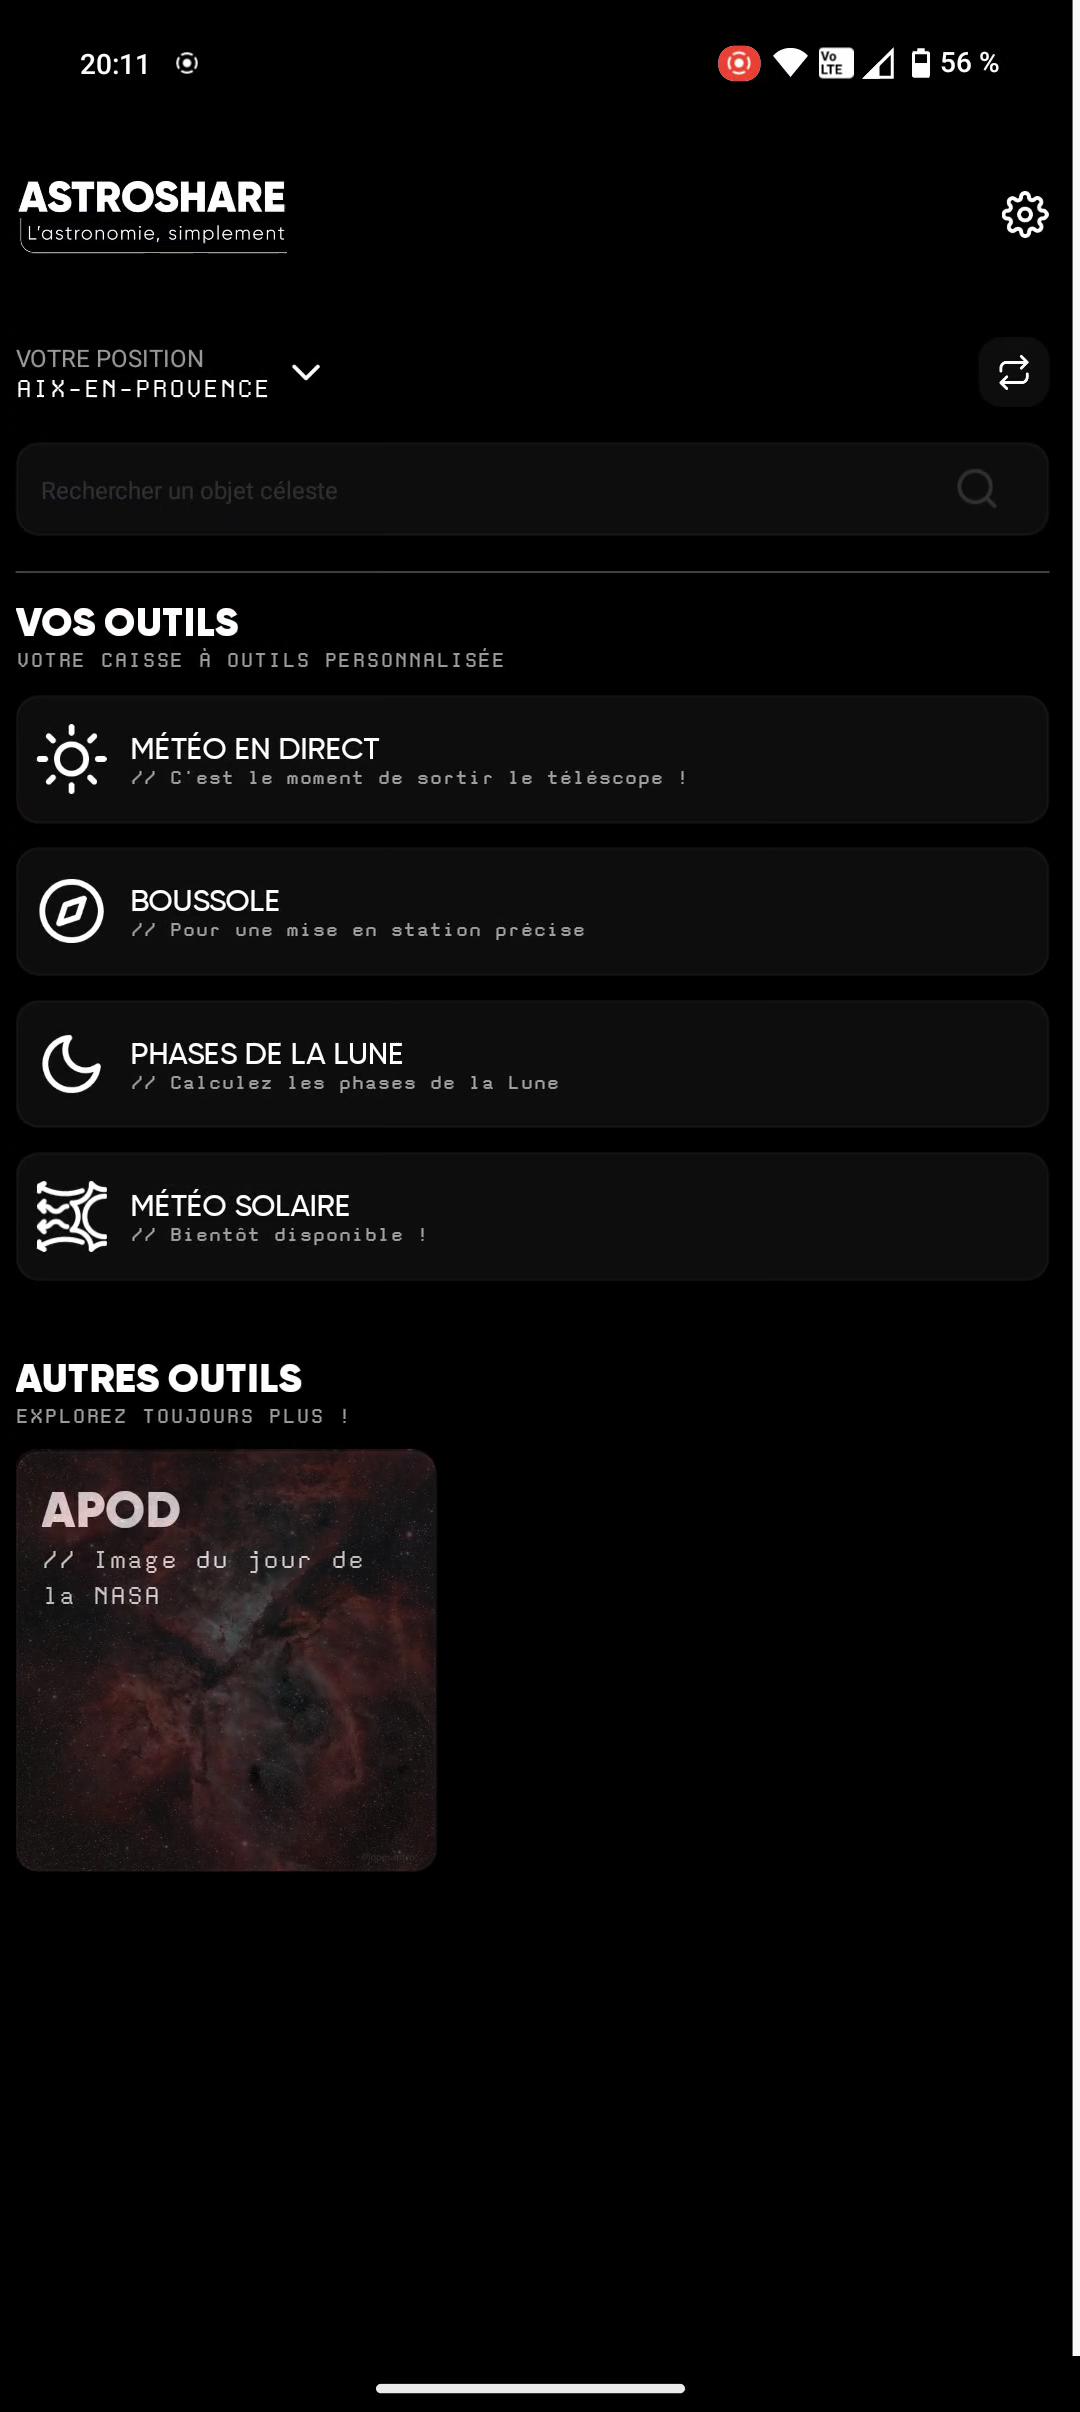 20:11
Vo LTE
56 %
ASTROSHARE
L'astronomie, simplement
VOTRE POSITION
AIX-EN-PROVENCE
Rechercher un objet céleste
VOS OUTILS
VOTRE CAISSE À OUTILS PERSONNALISÉE
MÉTÉO EN DIRECT
// C'est le moment de sortir le téléscope !
BOUSSOLE
// Pour une mise en station précise
PHASES DE LA LUNE
// Calculez les phases de la Lune
MÉTÉO SOLAIRE
// Bientôt disponible !
AUTRES OUTILS
EXPLOREZ TOUJOURS PLUS !
APOD
// Image du jour de
la NASA